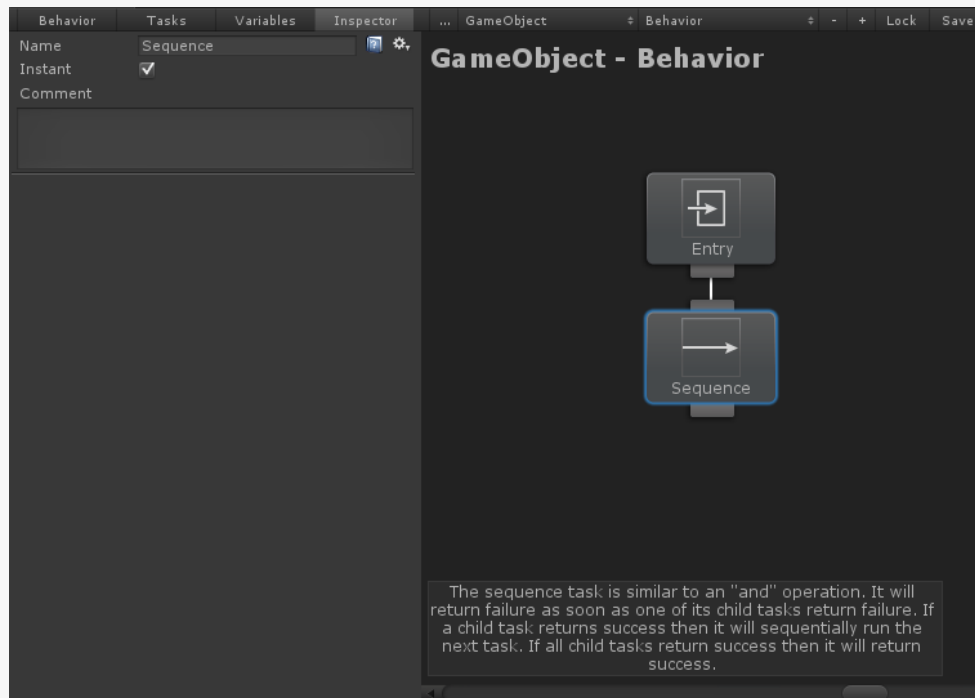 Behavior Tasks Variables Inspector ... GameObject Behavior - + Lock Save
Name Sequence
Instant
Comment
GameObject - Behavior
Entry
Sequence
The sequence task is similar to an "and" operation. It will
return failure as soon as one of its child tasks return failure. If
a child task returns success then it will sequentially run the
next task. If all child tasks return success then it will return
success.